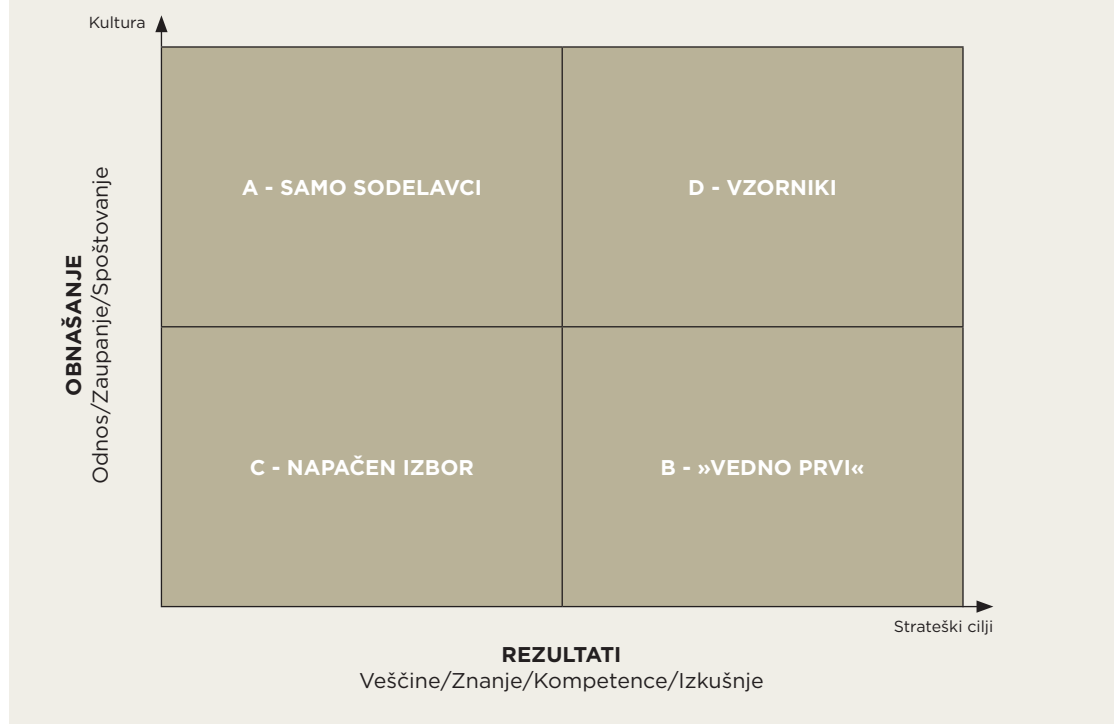 Kultura
A - SAMO SODELAVCI
D - VZORNIKI
OBNAŠANJE
Odnos/Zaupanje/Spoštovanje
C - NAPAČEN IZBOR
B - »VEDNO PRVI«
Strateški cilji
REZULTATI
Veščine/Znanje/Kompetence/Izkušnje